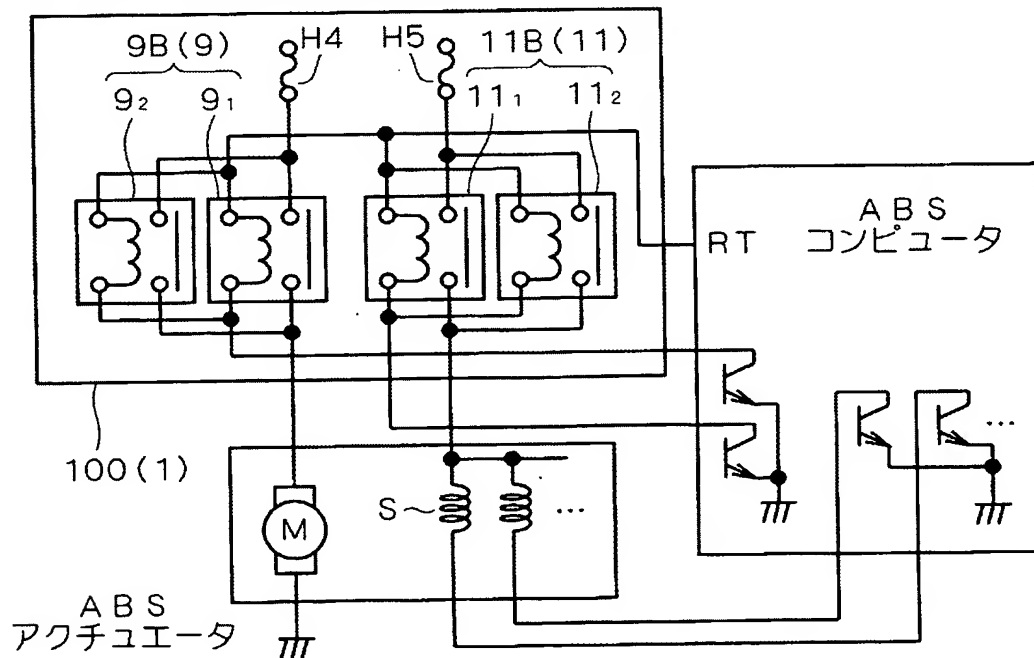 9B(9)
H4
H5
11B(11)
9₂
9₁
11₁
11₂
RT
ABS
コンピュータ
100(1)
S
...
...
M
ABS
アクチュエータ